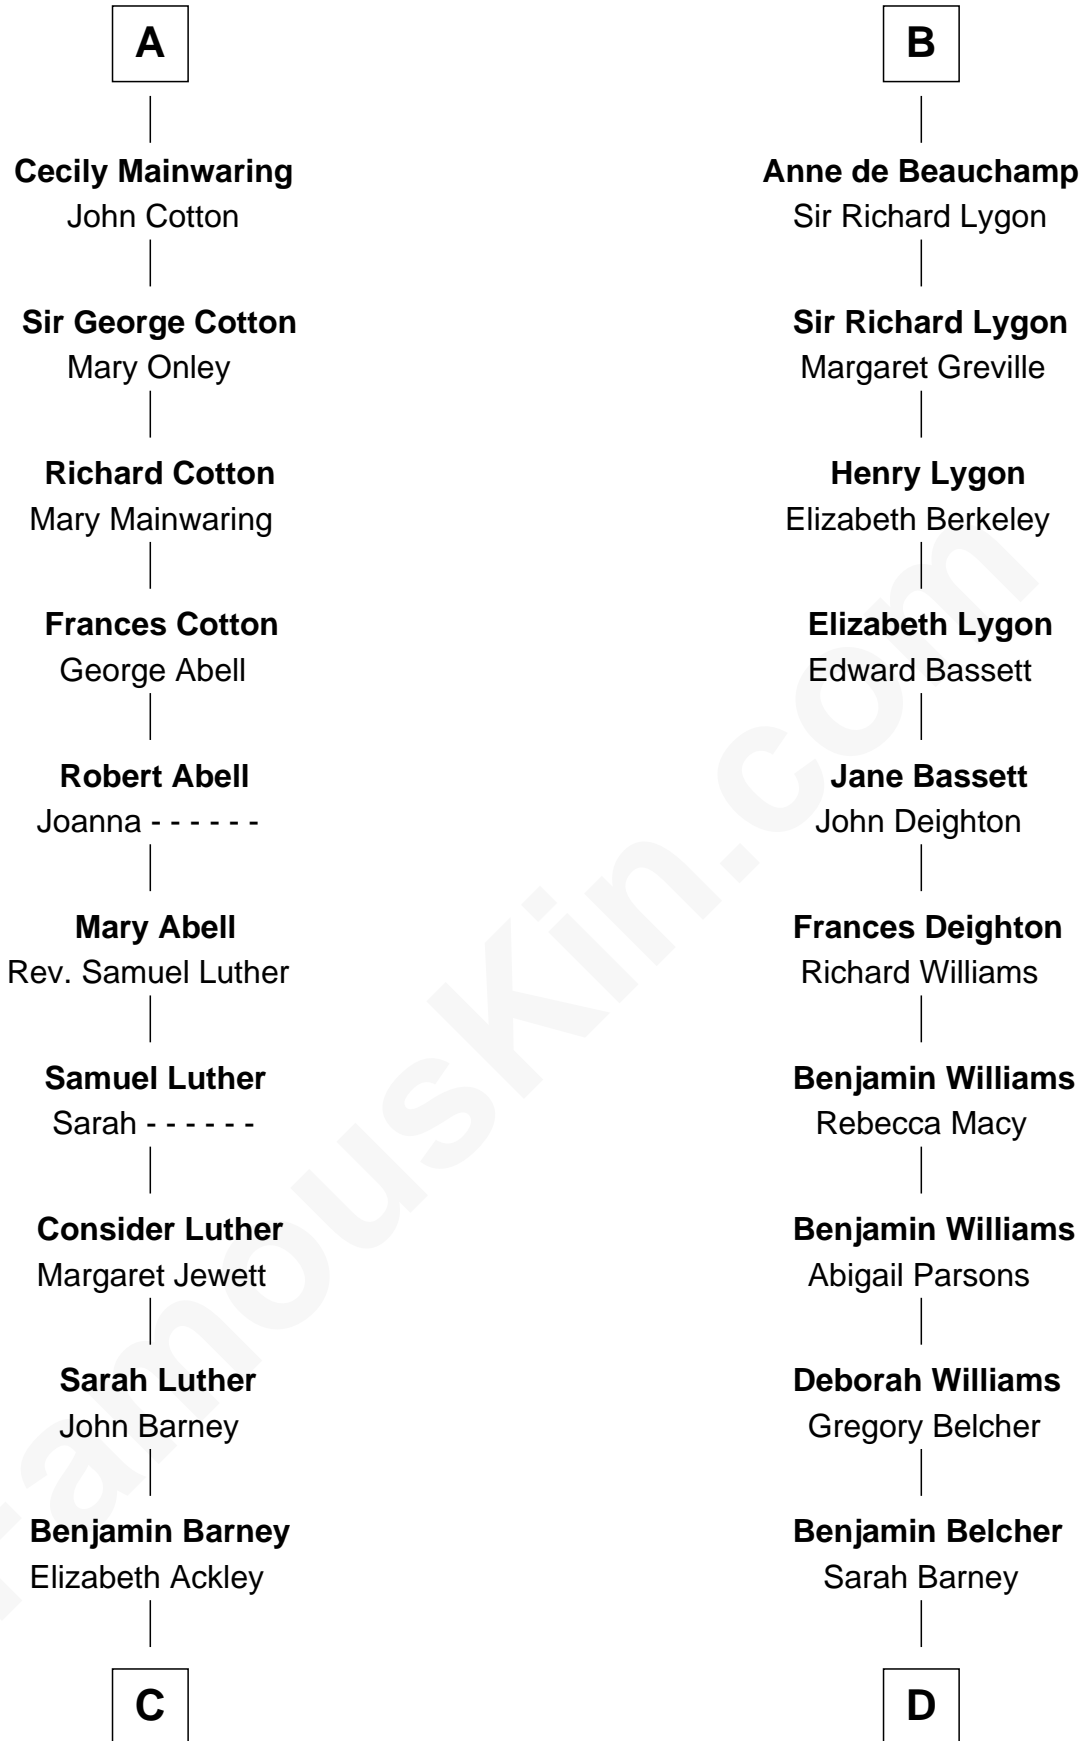 A
Cecily Mainwaring
John Cotton
Sir George Cotton
Mary Onley
Richard Cotton
Mary Mainwaring
Frances Cotton
George Abell
Robert Abell
Joanna - - - - - -
Mary Abell
Rev. Samuel Luther
Samuel Luther
Sarah - - - - - -
Consider Luther
Margaret Jewett
Sarah Luther
John Barney
Benjamin Barney
Elizabeth Ackley
C
B
Anne de Beauchamp
Sir Richard Lygon
Sir Richard Lygon
Margaret Greville
Henry Lygon
Elizabeth Berkeley
Elizabeth Lygon
Edward Bassett
Jane Bassett
John Deighton
Frances Deighton
Richard Williams
Benjamin Williams
Rebecca Macy
Benjamin Williams
Abigail Parsons
Deborah Williams
Gregory Belcher
Benjamin Belcher
Sarah Barney
D
FamousKin.com